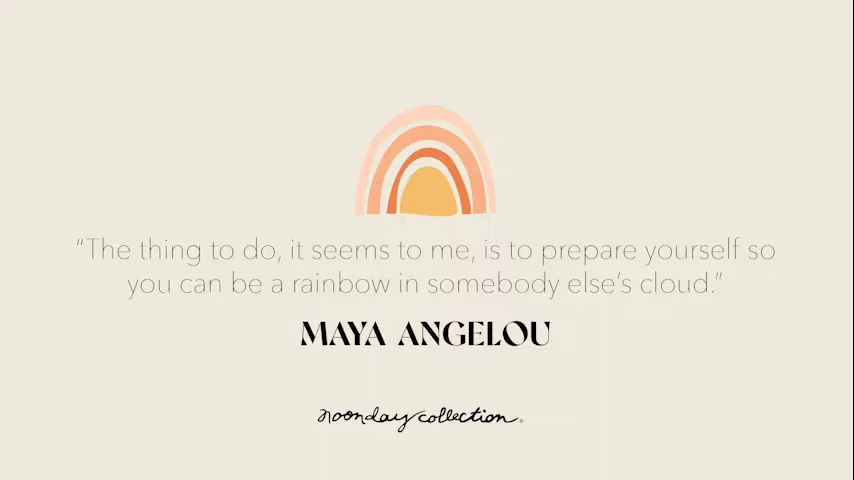 “The thing to do, it seems to me, is to prepare yourself so
you can be a rainbow in somebody else’s cloud.”
MAYA ANGELOU
noonday collection®